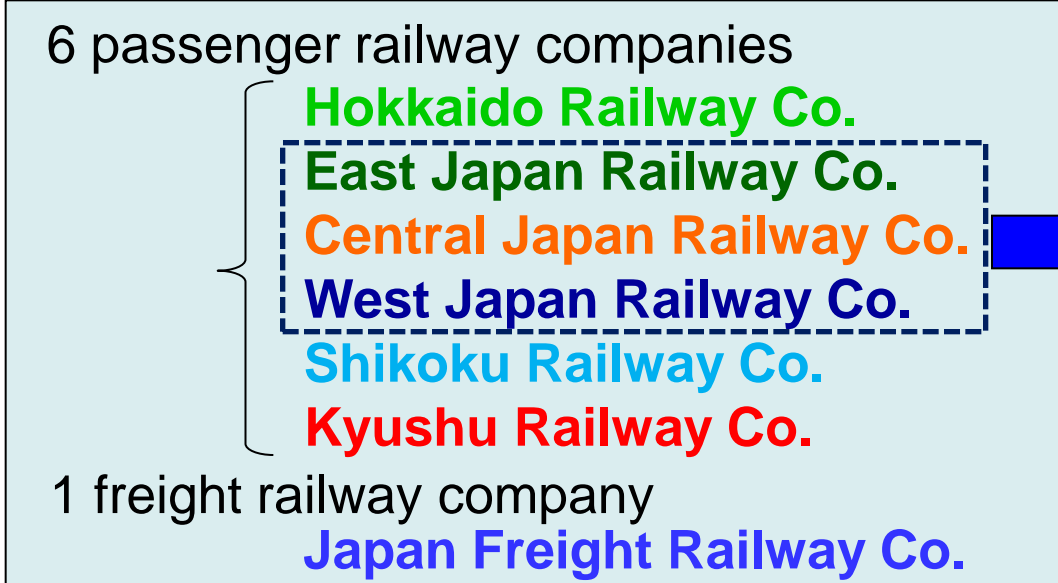 6 passenger railway companies
Hokkaido Railway Co.
East Japan Railway Co.
Central Japan Railway Co.
West Japan Railway Co.
Shikoku Railway Co.
Kyushu Railway Co.
1 freight railway company
Japan Freight Railway Co.